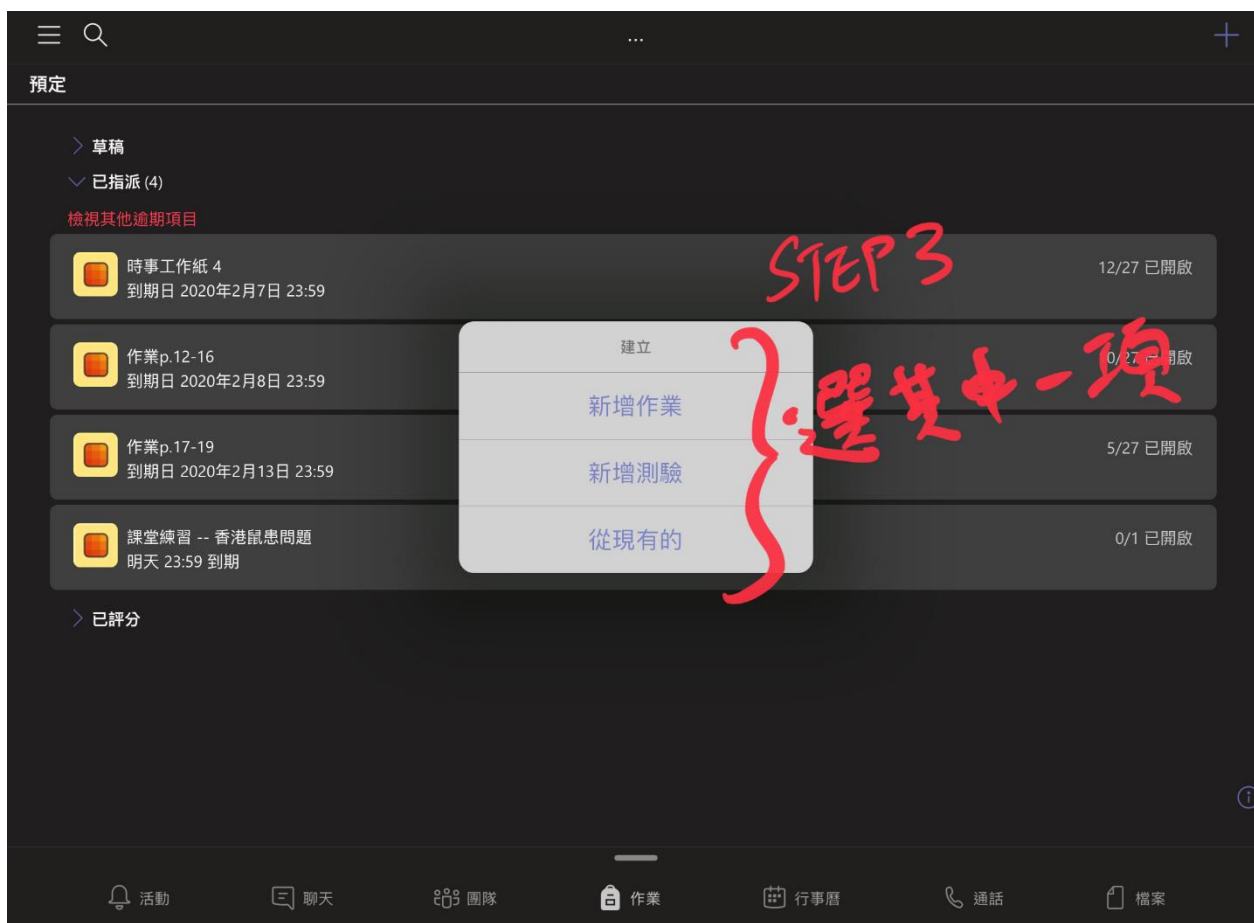 ...
預定
草稿
已指派 (4)
檢視其他逾期項目
時事工作紙 4
到期日 2020年2月7日 23:59
12/27 已開啟
STEP 3
作業p.12-16
到期日 2020年2月8日 23:59
0/27 已開啟
選其中一項
作業p.17-19
到期日 2020年2月13日 23:59
5/27 已開啟
課堂練習 -- 香港鼠患問題
明天 23:59 到期
0/1 已開啟
建立
新增作業
新增測驗
從現有的
已評分
活動
聊天
團隊
作業
行事曆
通話
檔案